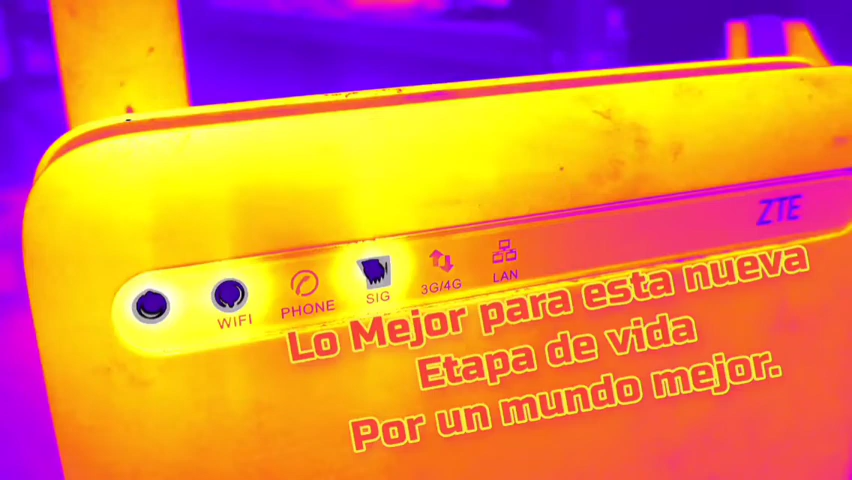 ZTE
WIFI PHONE SIG 3G/4G LAN
Lo Mejor para esta nueva
Etapa de vida
Por un mundo mejor.